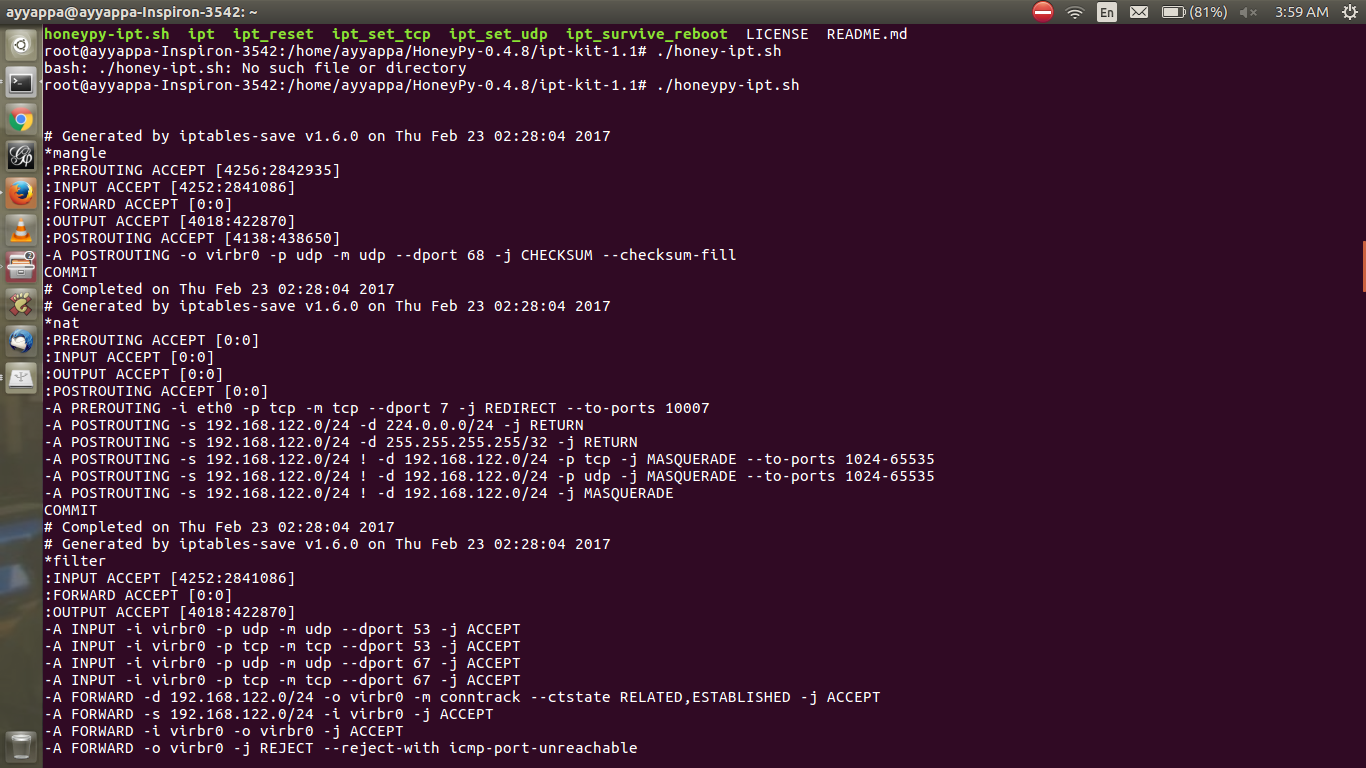 ayyappa@ayyappa-Inspiron-3542: ~
En
(81%)
3:59 AM
honeypy-ipt.sh ipt ipt_reset ipt_set_tcp ipt_set_udp ipt_survive_reboot LICENSE README.md
root@ayyappa-Inspiron-3542:/home/ayyappa/HoneyPy-0.4.8/ipt-kit-1.1# ./honey-ipt.sh
bash: ./honey-ipt.sh: No such file or directory
root@ayyappa-Inspiron-3542:/home/ayyappa/HoneyPy-0.4.8/ipt-kit-1.1# ./honeypy-ipt.sh
# Generated by iptables-save v1.6.0 on Thu Feb 23 02:28:04 2017
*mangle
:PREROUTING ACCEPT [4256:2842935]
:INPUT ACCEPT [4252:2841086]
:FORWARD ACCEPT [0:0]
:OUTPUT ACCEPT [4018:422870]
:POSTROUTING ACCEPT [4138:438650]
-A POSTROUTING -o virbr0 -p udp -m udp --dport 68 -j CHECKSUM --checksum-fill
COMMIT
# Completed on Thu Feb 23 02:28:04 2017
# Generated by iptables-save v1.6.0 on Thu Feb 23 02:28:04 2017
*nat
:PREROUTING ACCEPT [0:0]
:INPUT ACCEPT [0:0]
:OUTPUT ACCEPT [0:0]
:POSTROUTING ACCEPT [0:0]
-A PREROUTING -i eth0 -p tcp -m tcp --dport 7 -j REDIRECT --to-ports 10007
-A POSTROUTING -s 192.168.122.0/24 -d 224.0.0.0/24 -j RETURN
-A POSTROUTING -s 192.168.122.0/24 -d 255.255.255.255/32 -j RETURN
-A POSTROUTING -s 192.168.122.0/24 ! -d 192.168.122.0/24 -p tcp -j MASQUERADE --to-ports 1024-65535
-A POSTROUTING -s 192.168.122.0/24 ! -d 192.168.122.0/24 -p udp -j MASQUERADE --to-ports 1024-65535
-A POSTROUTING -s 192.168.122.0/24 ! -d 192.168.122.0/24 -j MASQUERADE
COMMIT
# Completed on Thu Feb 23 02:28:04 2017
# Generated by iptables-save v1.6.0 on Thu Feb 23 02:28:04 2017
*filter
:INPUT ACCEPT [4252:2841086]
:FORWARD ACCEPT [0:0]
:OUTPUT ACCEPT [4018:422870]
-A INPUT -i virbr0 -p udp -m udp --dport 53 -j ACCEPT
-A INPUT -i virbr0 -p tcp -m tcp --dport 53 -j ACCEPT
-A INPUT -i virbr0 -p udp -m udp --dport 67 -j ACCEPT
-A INPUT -i virbr0 -p tcp -m tcp --dport 67 -j ACCEPT
-A FORWARD -d 192.168.122.0/24 -o virbr0 -m conntrack --ctstate RELATED,ESTABLISHED -j ACCEPT
-A FORWARD -s 192.168.122.0/24 -i virbr0 -j ACCEPT
-A FORWARD -i virbr0 -o virbr0 -j ACCEPT
-A FORWARD -o virbr0 -j REJECT --reject-with icmp-port-unreachable